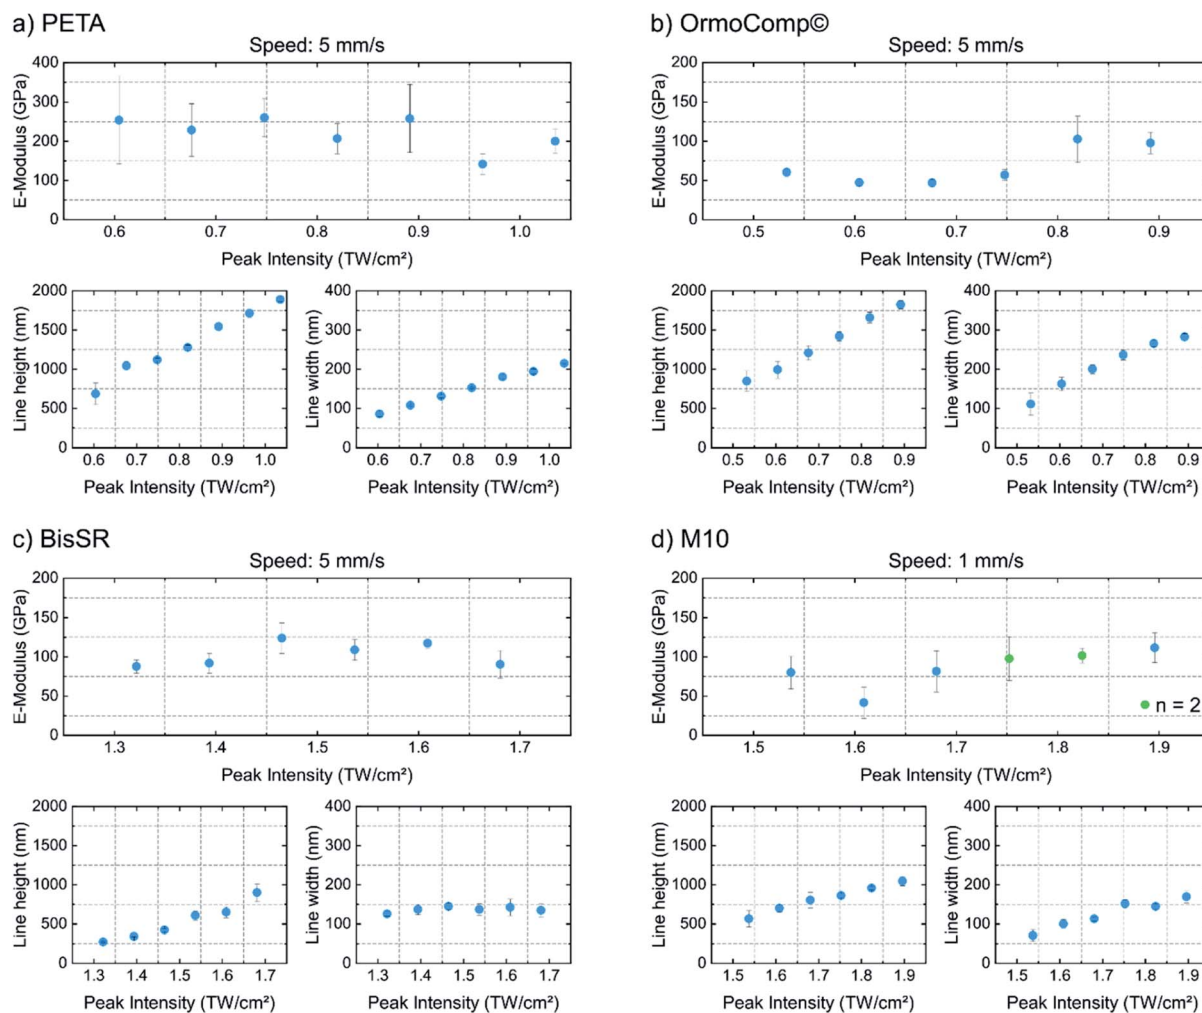 a) PETA
Speed: 5 mm/s
E-Modulus (GPa)
400
300
200
100
0
0.6 0.7 0.8 0.9 1.0
Peak Intensity (TW/cm²)
Line height (nm)
2000
1500
1000
500
0
0.6 0.7 0.8 0.9 1.0
Peak Intensity (TW/cm²)
Line width (nm)
400
300
200
100
0
0.6 0.7 0.8 0.9 1.0
Peak Intensity (TW/cm²)
b) OrmoComp©
Speed: 5 mm/s
E-Modulus (GPa)
200
150
100
50
0
0.5 0.6 0.7 0.8 0.9
Peak Intensity (TW/cm²)
Line height (nm)
2000
1500
1000
500
0
0.5 0.6 0.7 0.8 0.9
Peak Intensity (TW/cm²)
Line width (nm)
400
300
200
100
0
0.5 0.6 0.7 0.8 0.9
Peak Intensity (TW/cm²)
c) BisSR
Speed: 5 mm/s
E-Modulus (GPa)
200
150
100
50
0
1.3 1.4 1.5 1.6 1.7
Peak Intensity (TW/cm²)
Line height (nm)
2000
1500
1000
500
0
1.3 1.4 1.5 1.6 1.7
Peak Intensity (TW/cm²)
Line width (nm)
400
300
200
100
0
1.3 1.4 1.5 1.6 1.7
Peak Intensity (TW/cm²)
d) M10
Speed: 1 mm/s
E-Modulus (GPa)
200
150
100
50
0
n = 2
1.5 1.6 1.7 1.8 1.9
Peak Intensity (TW/cm²)
Line height (nm)
2000
1500
1000
500
0
1.5 1.6 1.7 1.8 1.9
Peak Intensity (TW/cm²)
Line width (nm)
400
300
200
100
0
1.5 1.6 1.7 1.8 1.9
Peak Intensity (TW/cm²)